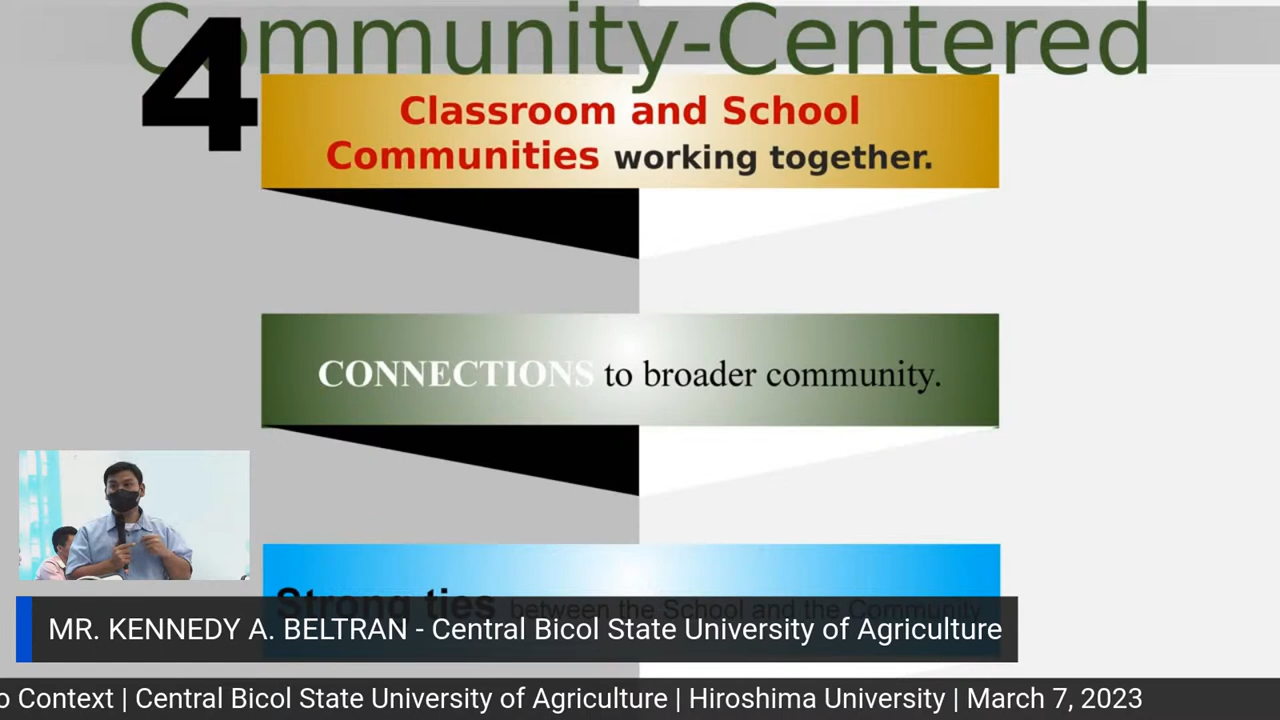 Community-Centered
4
Classroom and School
Communities working together.
CONNECTIONS to broader community.
Strong ties between the School and the Community
MR. KENNEDY A. BELTRAN - Central Bicol State University of Agriculture
o Context | Central Bicol State University of Agriculture | Hiroshima University | March 7, 2023